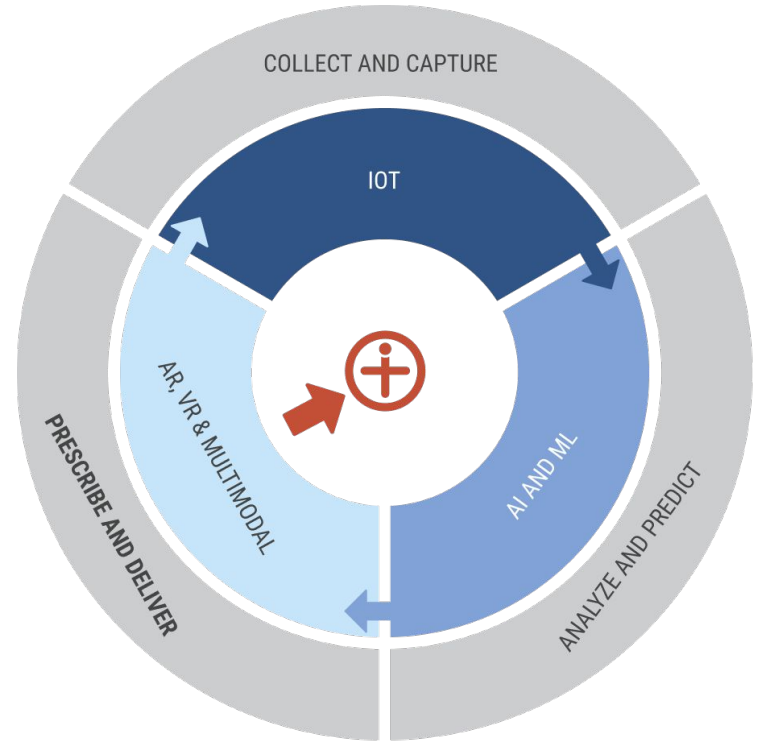 COLLECT AND CAPTURE
IOT
AR, VR & MULTIMODAL
AI AND ML
PRESCRIBE AND DELIVER
ANALYZE AND PREDICT